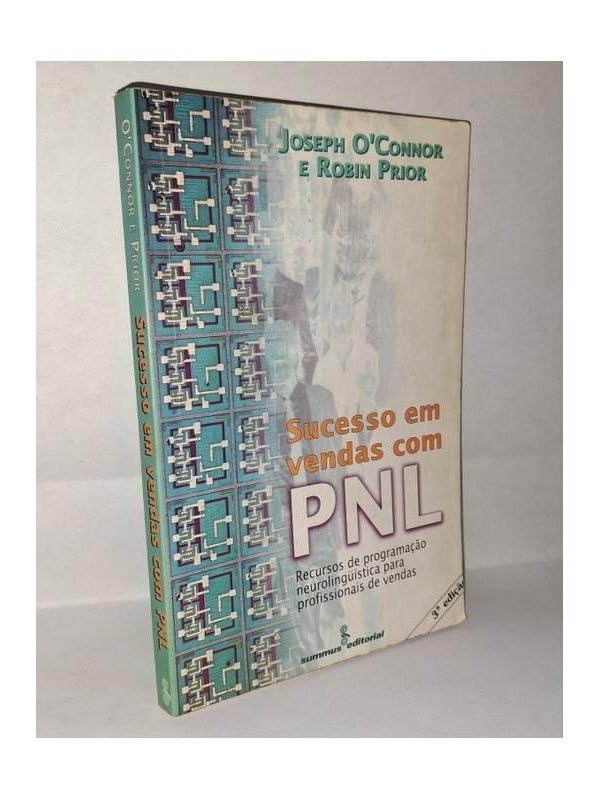 JOSEPH O'CONNOR
E ROBIN PRIOR
Sucesso em
vendas com
PNL
Recursos de programação
neurolingüística para
profissionais de vendas
3ª edição
summus editorial
O'CONNOR E PRIOR
Sucesso em vendas com PNL